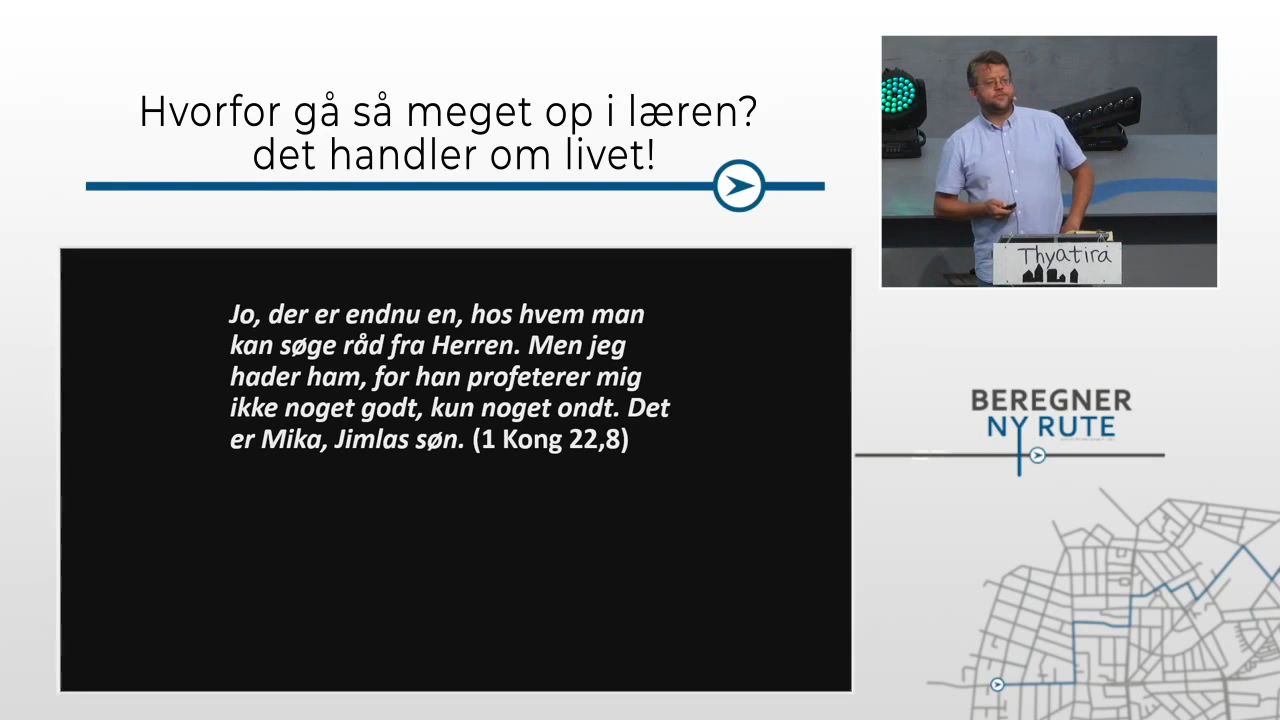 Hvorfor gå så meget op i læren?
det handler om livet!
Jo, der er endnu en, hos hvem man
kan søge råd fra Herren. Men jeg
hader ham, for han profeterer mig
ikke noget godt, kun noget ondt. Det
er Mika, Jimlas søn. (1 Kong 22,8)
Thyatira
BEREGNER
NY RUTE